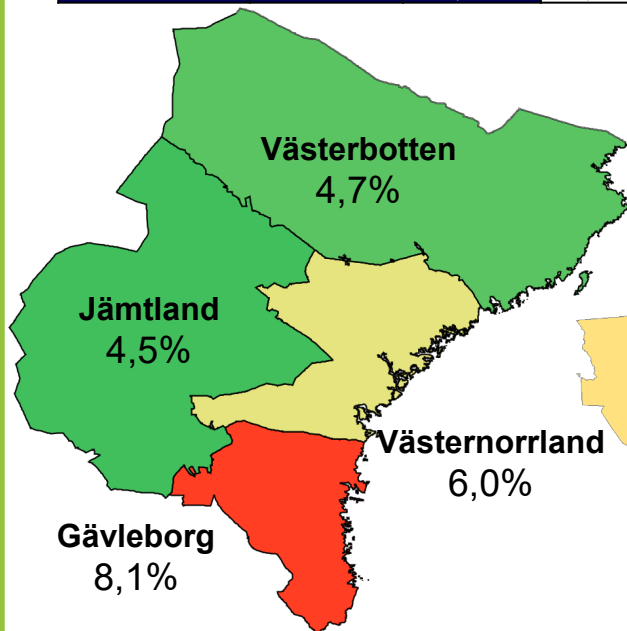 Västerbotten
4,7%
Jämtland
4,5%
Västernorrland
6,0%
Gävleborg
8,1%